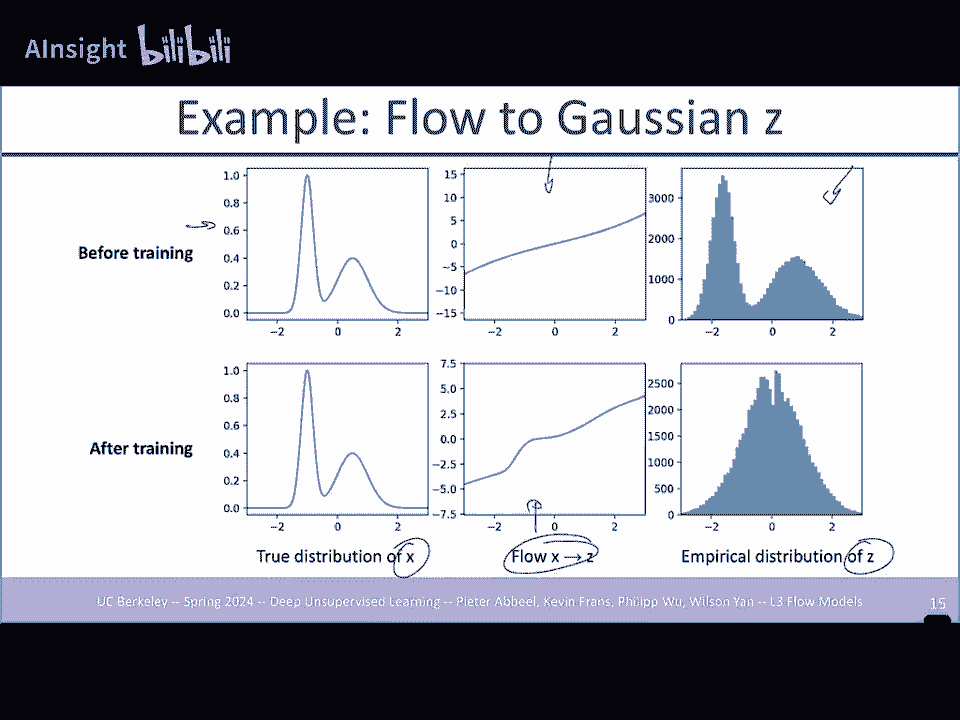 AInsight bilibili
Example: Flow to Gaussian z
Before training
1.0
0.8
0.6
0.4
0.2
0.0
−2 0 2
15
10
5
0
−5
−10
−15
−2 0 2
3000
2000
1000
0
−2 0 2
After training
1.0
0.8
0.6
0.4
0.2
0.0
−2 0 2
7.5
5.0
2.5
0.0
−2.5
−5.0
−7.5
−2 0 2
2500
2000
1500
1000
500
0
−2 0 2
True distribution of x
Flow x → z
Empirical distribution of z
UC Berkeley -- Spring 2024 -- Deep Unsupervised Learning -- Pieter Abbeel, Kevin Frans, Philipp Wu, Wilson Yan -- L3 Flow Models
15